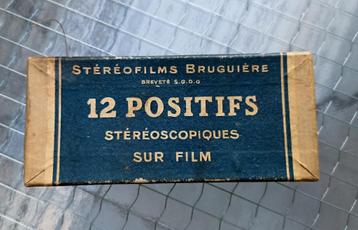 STÉRÉOFILMS BRUGUIÈRE
BREVETÉ S.G.D.G
12 POSITIFS
STÉRÉOSCOPIQUES
SUR FILM